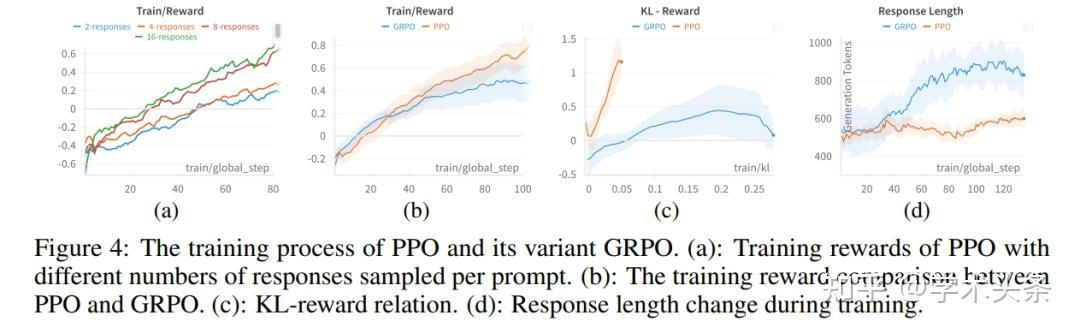 Train/Reward
2-responses 4-responses 8-responses
16-responses
0.6
0.4
0.2
0
-0.2
-0.4
-0.6
train/global_step
20 40 60 80
(a)
Train/Reward
GRPO PPO
0.8
0.6
0.4
0.2
0
-0.2
train/global_step
20 40 60 80 100
(b)
KL - Reward
GRPO PPO
1.5
1
0.5
0
-0.5
train/kl
0 0.05 0.1 0.15 0.2 0.25
(c)
Response Length
GRPO PPO
Generation Tokens
1000
800
600
400
train/global_step
20 40 60 80 100 120
(d)
Figure 4: The training process of PPO and its variant GRPO. (a): Training rewards of PPO with
different numbers of responses sampled per prompt. (b): The training reward comparison between
PPO and GRPO. (c): KL-reward relation. (d): Response length change during training.
知乎 @学术头条